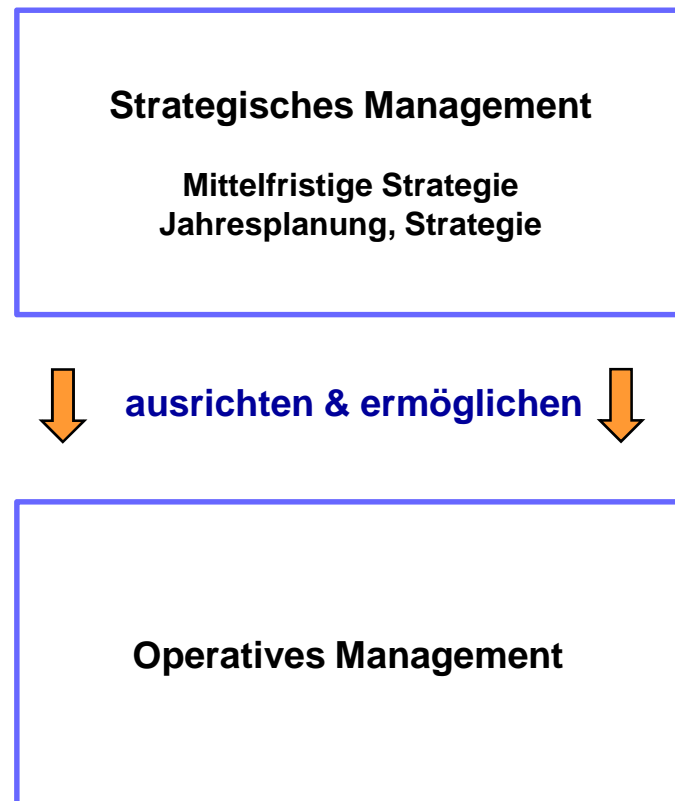 Strategisches Management
Mittelfristige Strategie
Jahresplanung, Strategie
ausrichten & ermöglichen
Operatives Management